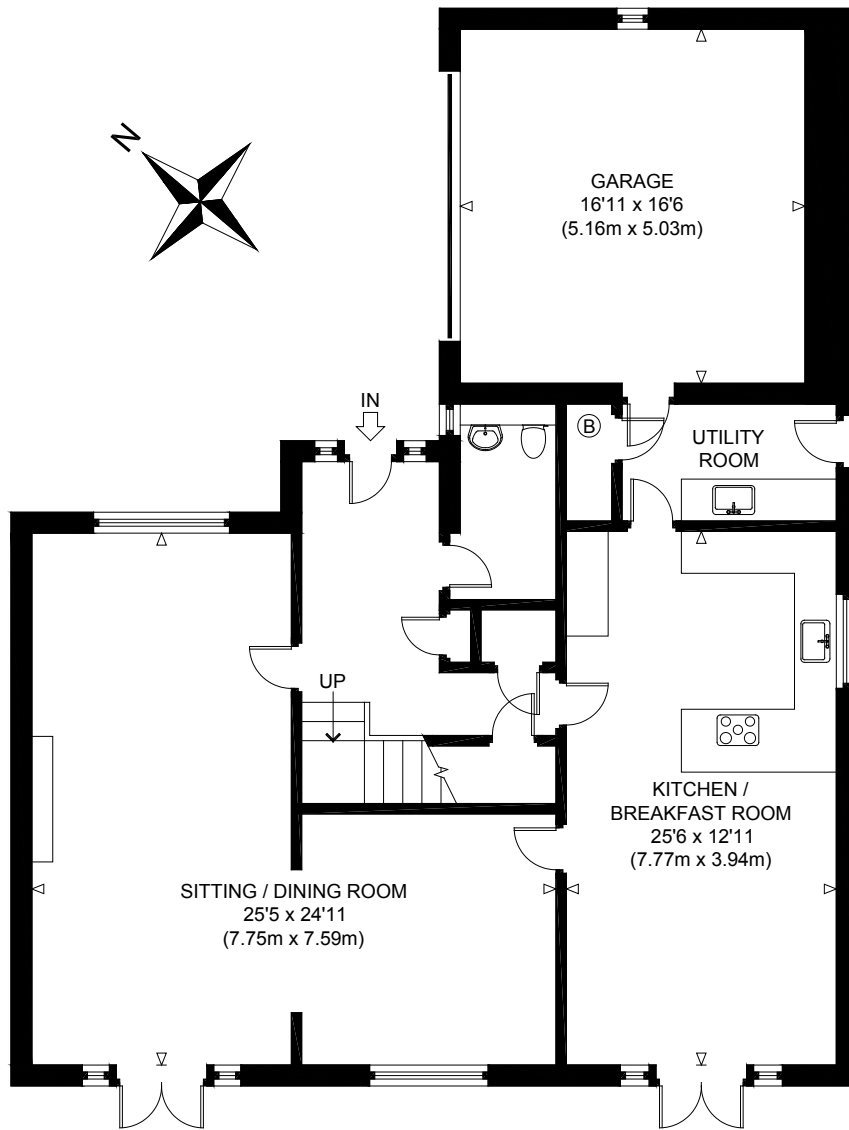 N
GARAGE
16'11 x 16'6
(5.16m x 5.03m)
IN
B
UTILITY
ROOM
UP
KITCHEN /
BREAKFAST ROOM
25'6 x 12'11
(7.77m x 3.94m)
SITTING / DINING ROOM
25'5 x 24'11
(7.75m x 7.59m)